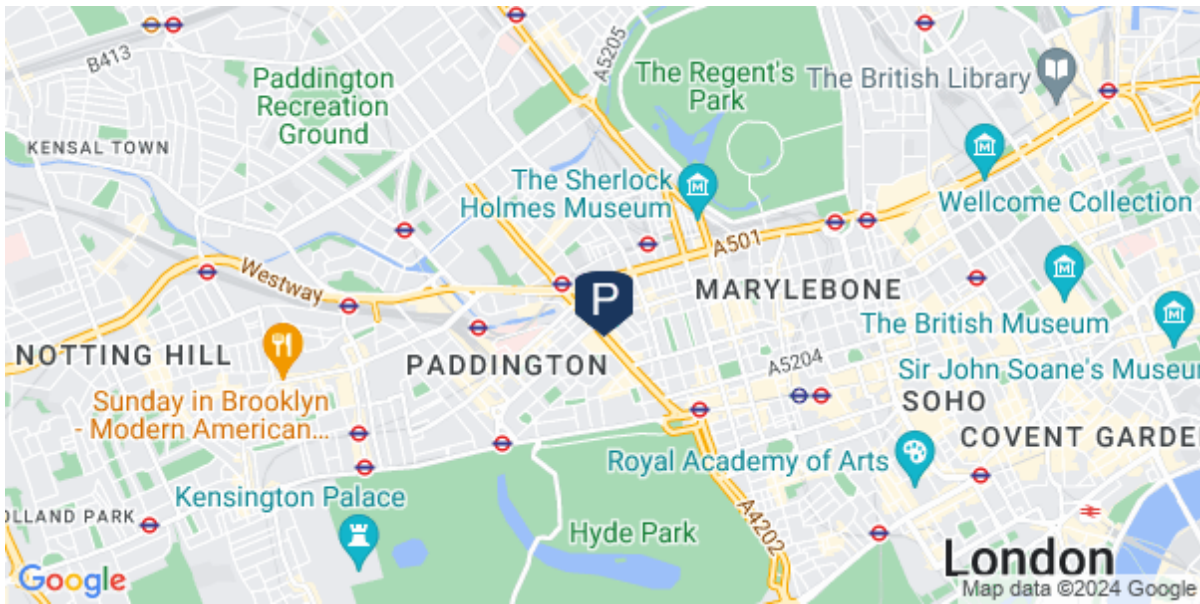 B413
A5205
Paddington
Recreation
Ground
The Regent's
Park
The British Library
KENSAL TOWN
The Sherlock
Holmes Museum
Wellcome Collection
A501
Westway
MARYLEBONE
P
The British Museum
NOTTING HILL
PADDINGTON
A5204
Sir John Soane's Museu
Sunday in Brooklyn
- Modern American...
SOHO
COVENT GARDE
Royal Academy of Arts
Kensington Palace
OLLAND PARK
Hyde Park
A4202
London
Google
Map data ©2024 Google